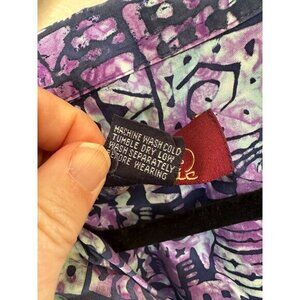 MACHINE WASH COLD
TUMBLE DRY LOW
WASH SEPARATELY
BEFORE WEARING